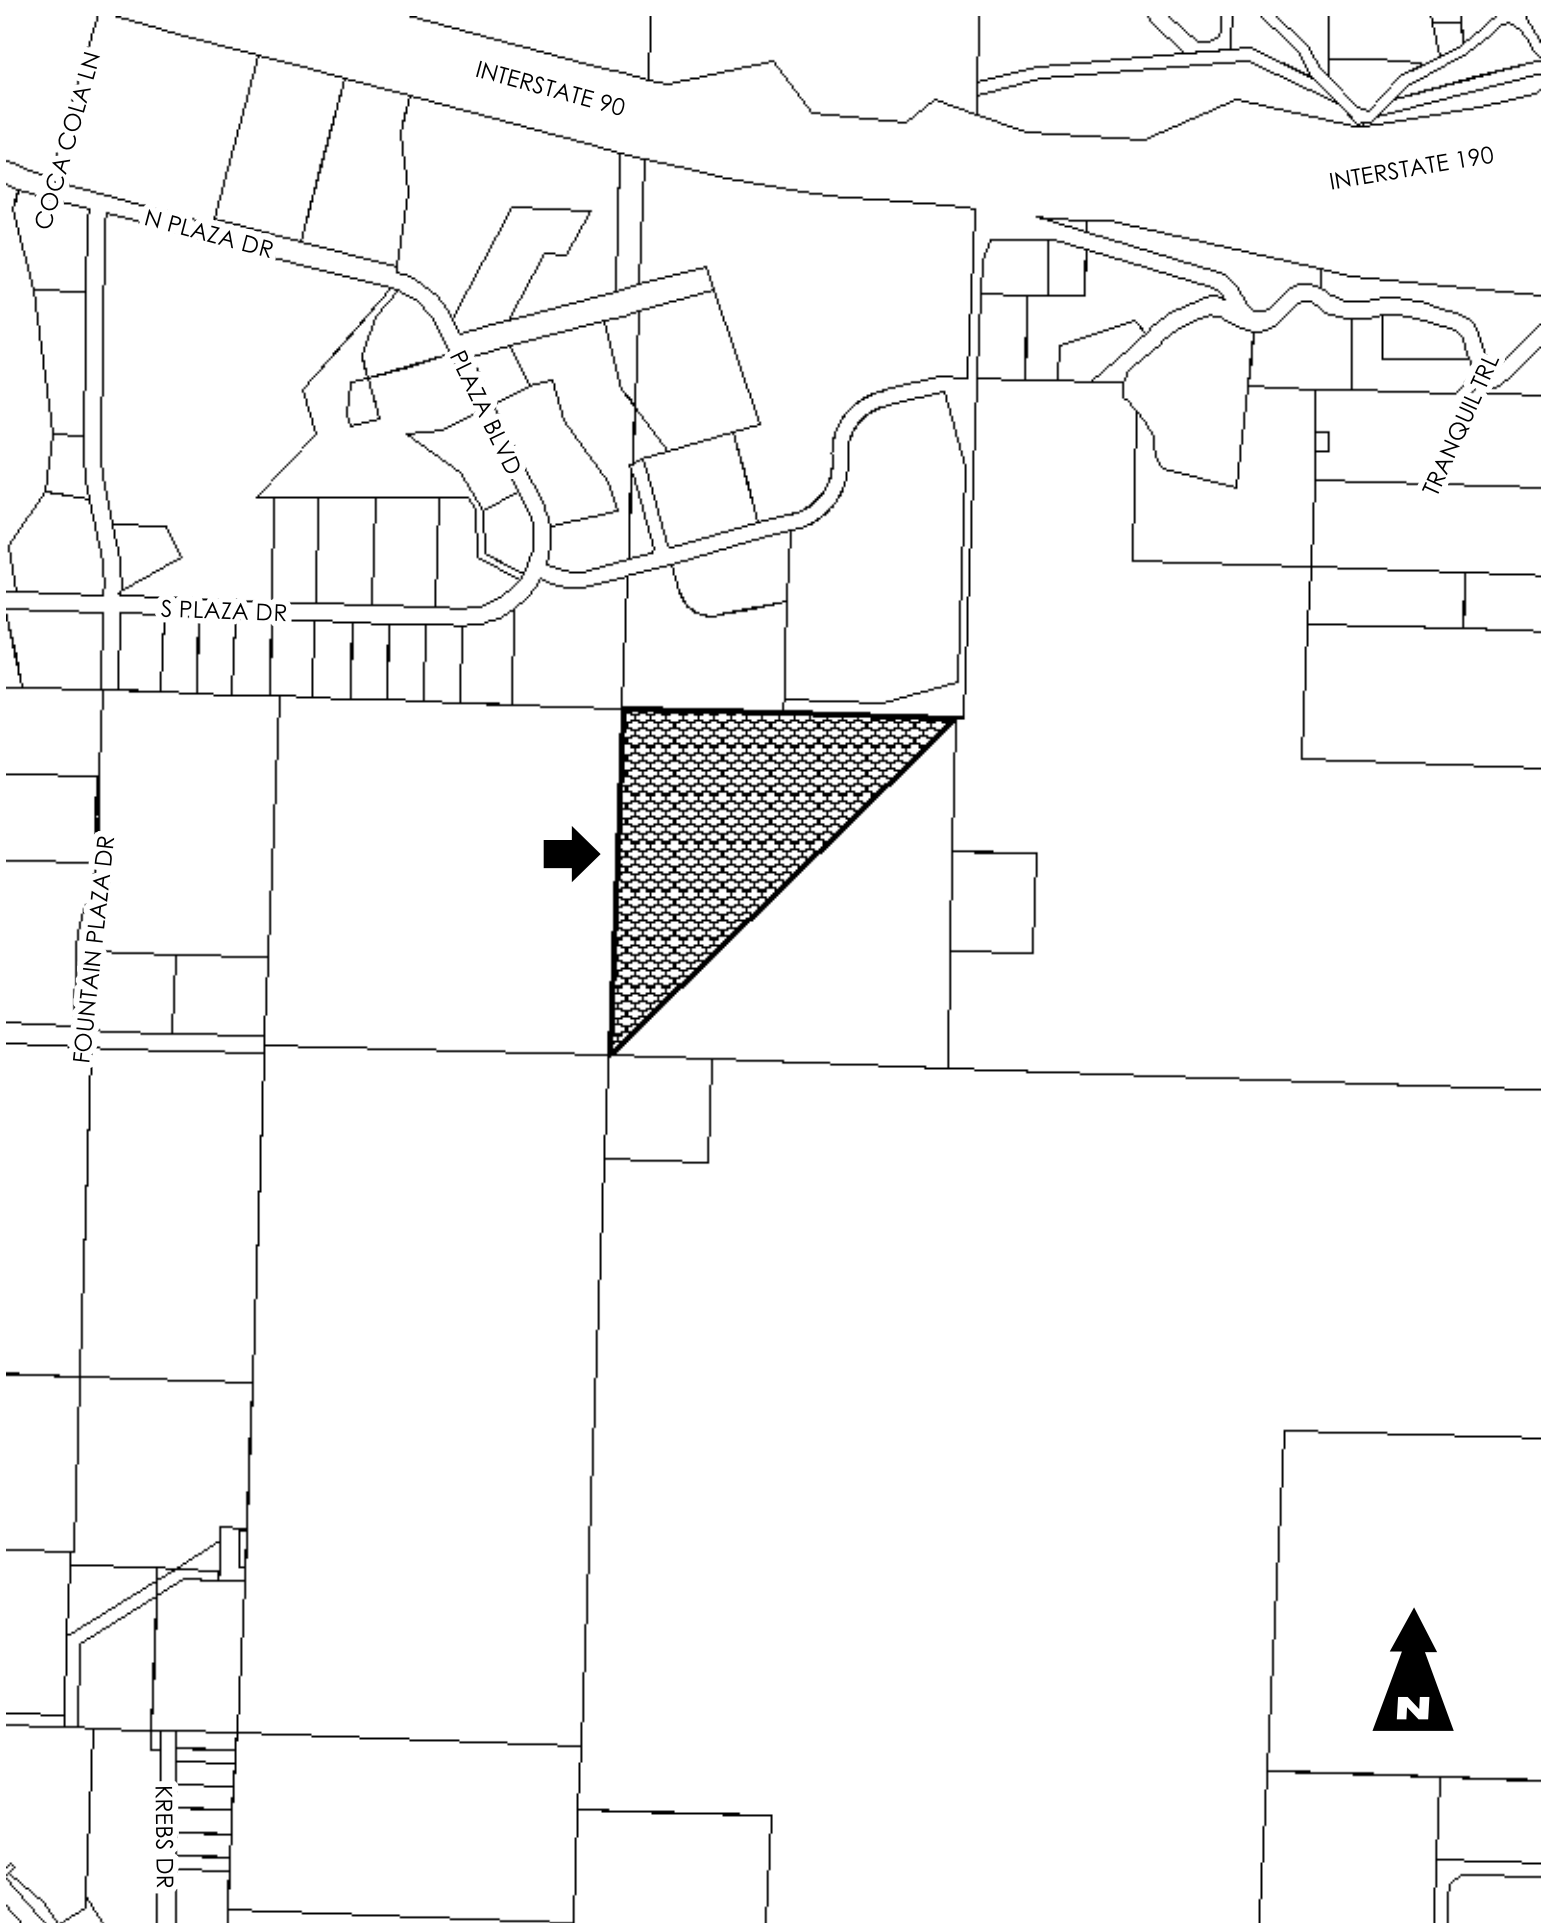 INTERSTATE 90
COCA COLA LN
INTERSTATE 190
N PLAZA DR
PLAZA BLVD
TRANQUIL TRL
S PLAZA DR
FOUNTAIN PLAZA DR
N
KREBS DR